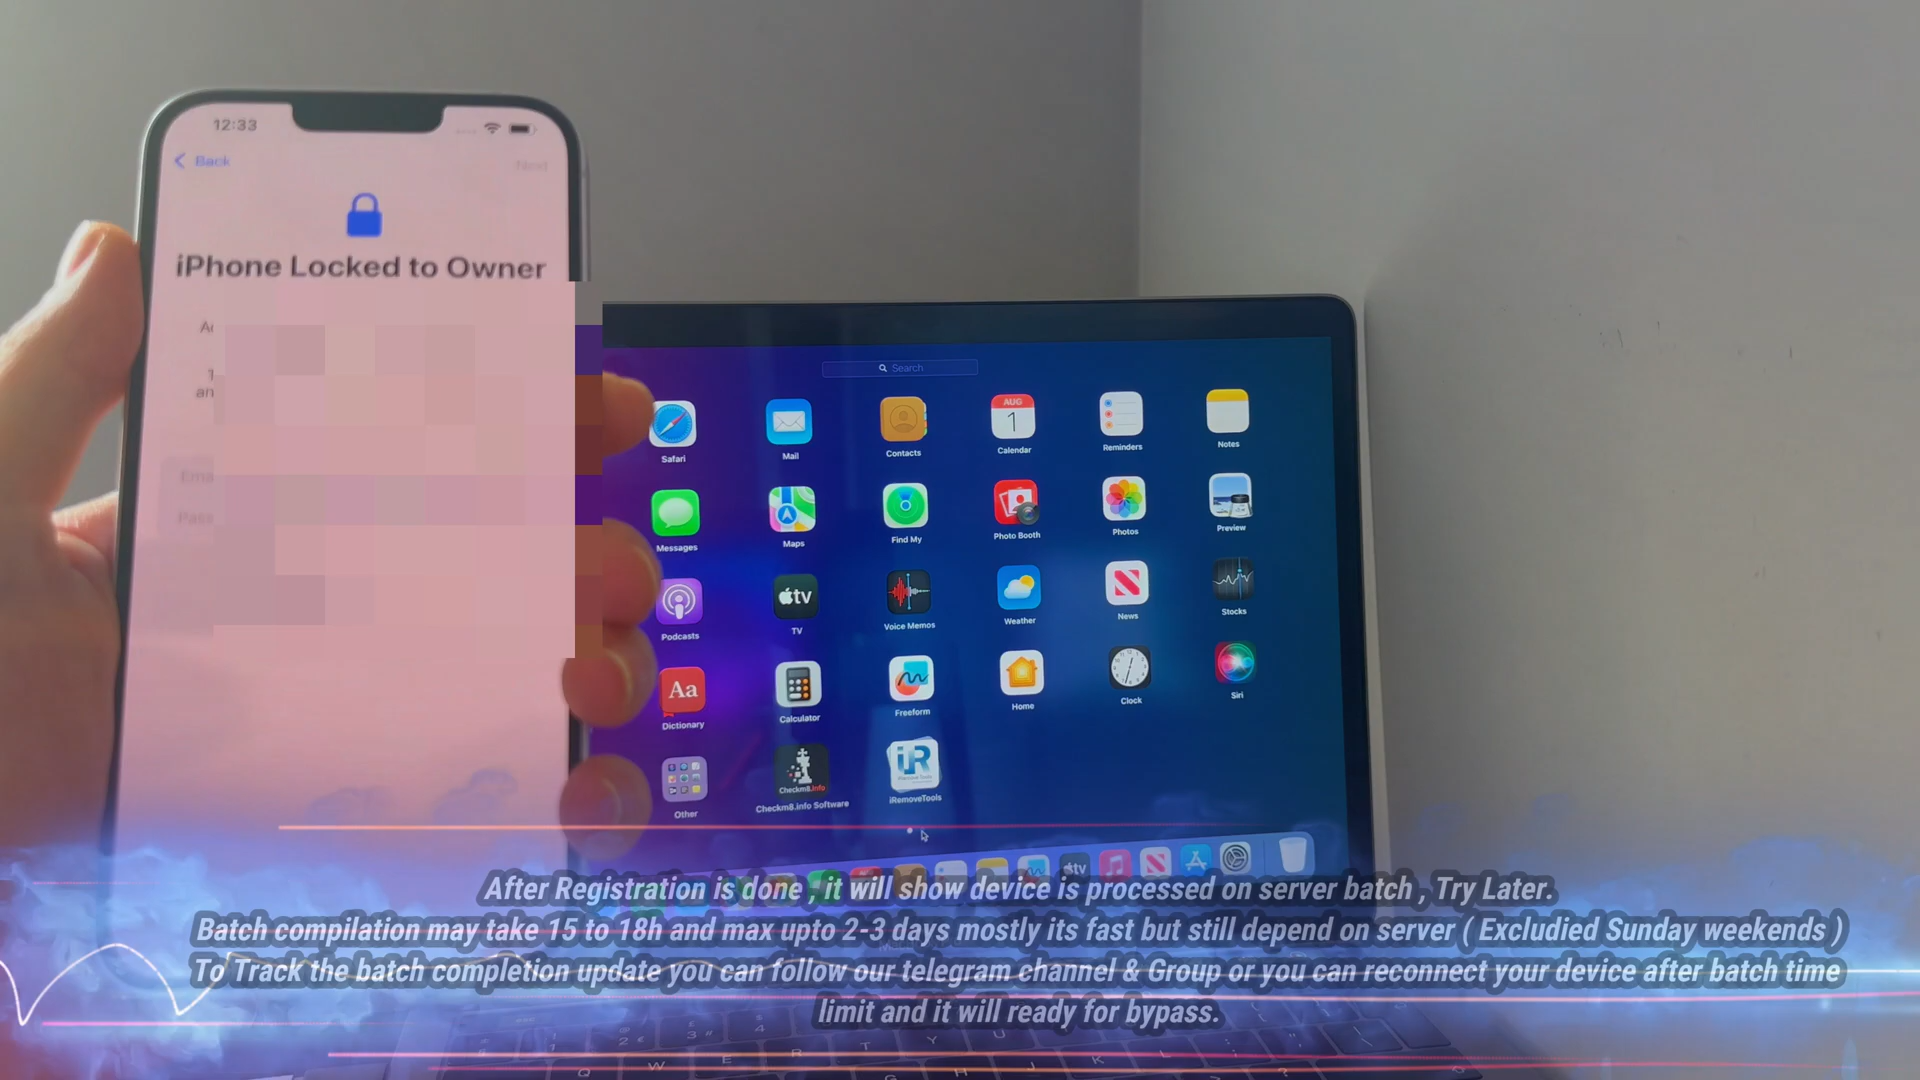 12:33
Back
Next
iPhone Locked to Owner
Search
Safari
Mail
Contacts
AUG
1
Calendar
Reminders
Notes
Messages
Maps
Find My
Photo Booth
Photos
Preview
Podcasts
tv
TV
Voice Memos
Weather
News
Stocks
Aa
Dictionary
Calculator
Freeform
Home
Clock
Siri
Other
Checkm8.info
Checkm8.info Software
iR
iRemoveTools
After Registration is done , it will show device is processed on server batch , Try Later.
Batch compilation may take 15 to 18h and max upto 2-3 days mostly its fast but still depend on server ( Excludied Sunday weekends )
To Track the batch completion update you can follow our telegram channel & Group or you can reconnect your device after batch time
limit and it will ready for bypass.
Q W E R T Y U